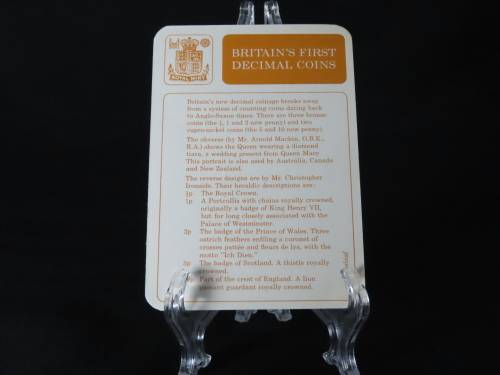 ROYAL MINT
BRITAIN'S FIRST
DECIMAL COINS
Britain's new decimal coinage breaks away
from a system of counting coins dating back
to Anglo-Saxon times. There are three bronze
coins (the ½, 1 and 2 new penny) and two
cupro-nickel coins (the 5 and 10 new penny).
The obverse (by Mr. Arnold Machin, O.B.E.,
R.A.) shows the Queen wearing a diamond
tiara, a wedding present from Queen Mary.
This portrait is also used by Australia, Canada
and New Zealand.
The reverse designs are by Mr. Christopher
Ironside. Their heraldic descriptions are:
½p The Royal Crown.
1p A Portcullis with chains royally crowned,
originally a badge of King Henry VII,
but for long closely associated with the
Palace of Westminster.
2p The badge of the Prince of Wales. Three
ostrich feathers enfiling a coronet of
crosses pattée and fleurs de lys, with the
motto "Ich Dien."
5p The badge of Scotland. A thistle royally
crowned.
Part of the crest of England. A lion
passant guardant royally crowned.